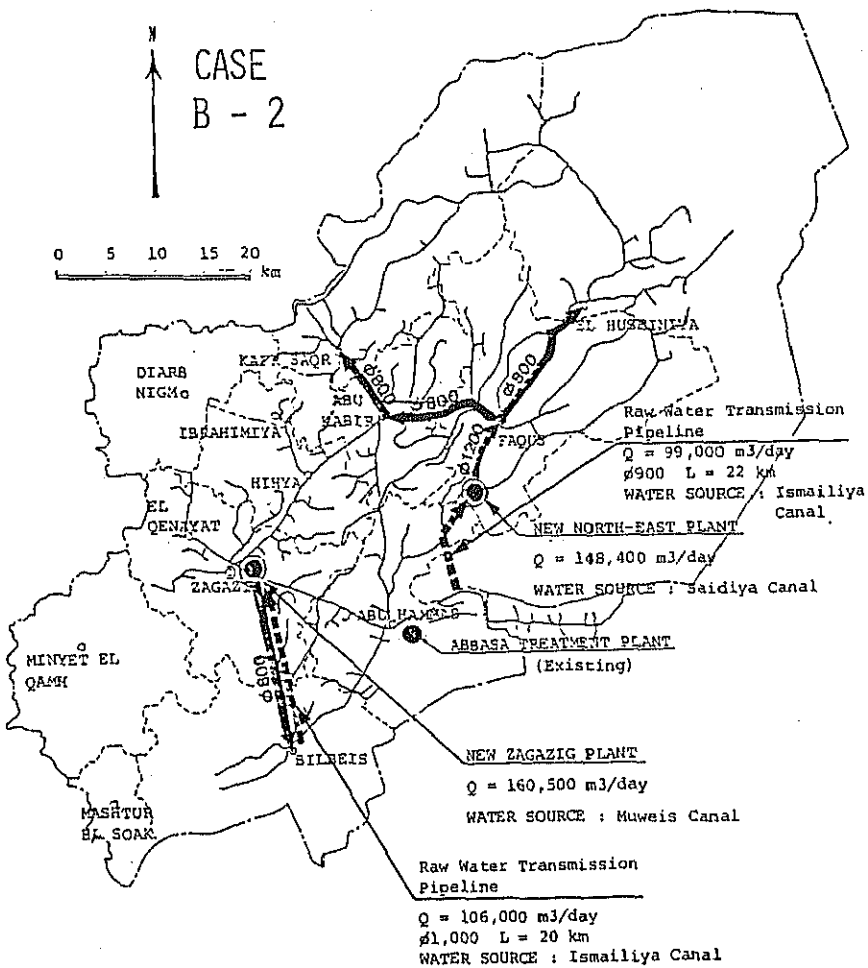 N
CASE
B - 2
0 5 10 15 20
km
EL HUSEINIYA
KAFR SAQR
ø800
ø800
ø800
DIARB
NIGM
ABU
KABIR
IBRAHIMIYA
FAQUS
ø1200
Raw Water Transmission
Pipeline
Q = 99,000 m3/day
ø900 L = 22 km
WATER SOURCE : Ismailiya
Canal
HIHYA
EL
QENAYAT
NEW NORTH-EAST PLANT
Q = 148,400 m3/day
WATER SOURCE : Saidiya Canal
ZAGAZIG
ABU HAMMAD
ABBASA TREATMENT PLANT
(Existing)
ø800
MINYET EL
QAMH
BILBEIS
NEW ZAGAZIG PLANT
Q = 160,500 m3/day
WATER SOURCE : Muweis Canal
MASHTUR
EL SOAK
Raw Water Transmission
Pipeline
Q = 106,000 m3/day
ø1,000 L = 20 km
WATER SOURCE : Ismailiya Canal